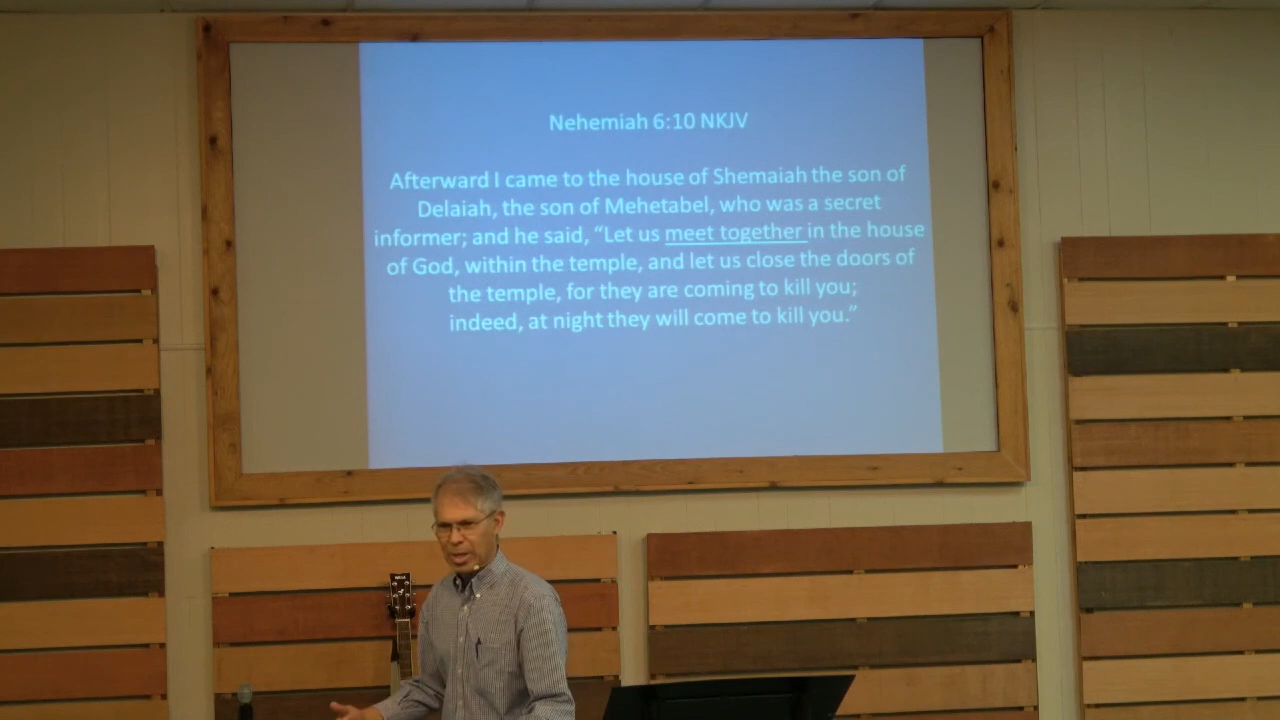 Nehemiah 6:10 NKJV
Afterward I came to the house of Shemaiah the son of
Delaiah, the son of Mehetabel, who was a secret
informer; and he said, “Let us meet together in the house
of God, within the temple, and let us close the doors of
the temple, for they are coming to kill you;
indeed, at night they will come to kill you.”